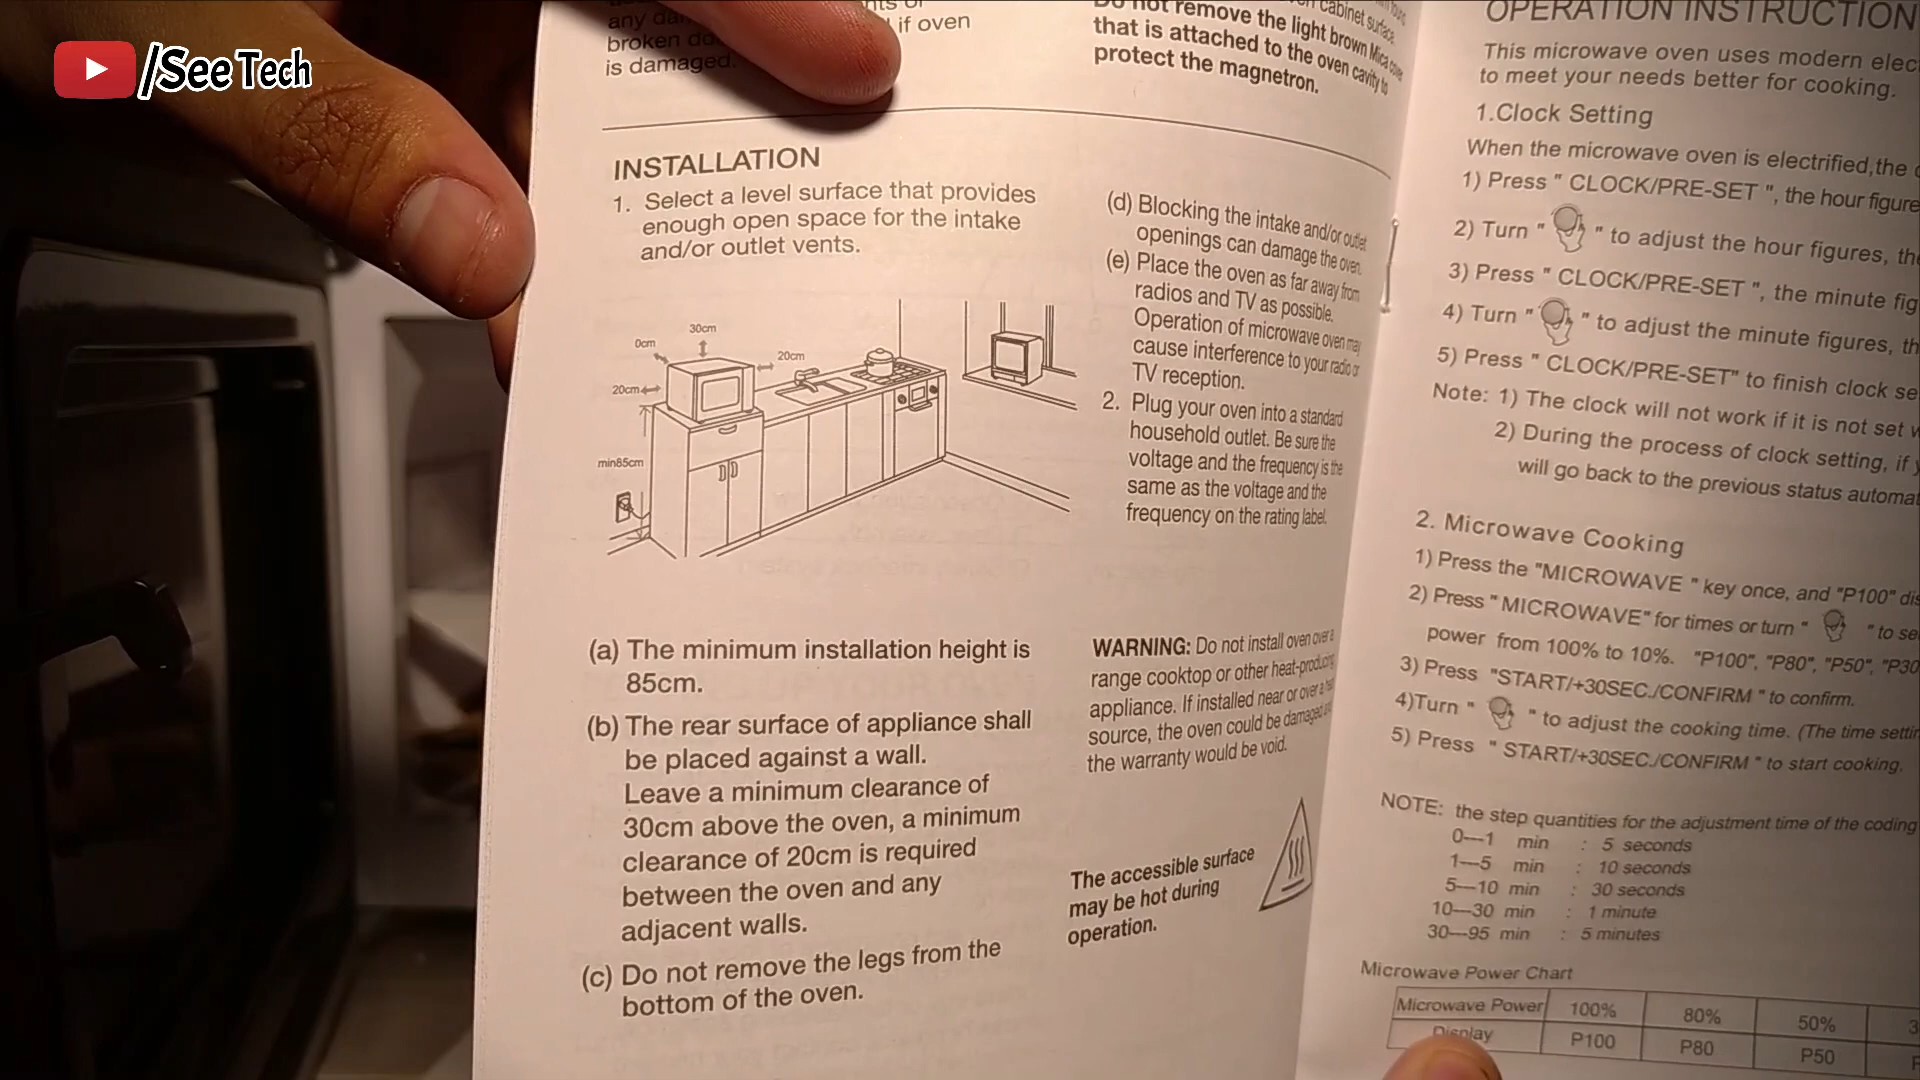 /See Tech
any
broken
is damaged.
if oven
Do not remove the light brown Mica cover
that is attached to the oven cavity to
protect the magnetron.
INSTALLATION
1. Select a level surface that provides
enough open space for the intake
and/or outlet vents.
30cm
0cm
20cm
20cm
min85cm
(a) The minimum installation height is
85cm.
(b) The rear surface of appliance shall
be placed against a wall.
Leave a minimum clearance of
30cm above the oven, a minimum
clearance of 20cm is required
between the oven and any
adjacent walls.
(c) Do not remove the legs from the
bottom of the oven.
(d) Blocking the intake and/or outlet
openings can damage the oven.
(e) Place the oven as far away from
radios and TV as possible.
Operation of microwave oven may
cause interference to your radio or
TV reception.
2. Plug your oven into a standard
household outlet. Be sure the
voltage and the frequency is the
same as the voltage and the
frequency on the rating label.
WARNING: Do not install oven over a
range cooktop or other heat-producing
appliance. If installed near or over a heat
source, the oven could be damaged and
the warranty would be void.
The accessible surface
may be hot during
operation.
OPERATION INSTRUCTION
This microwave oven uses modern elec
to meet your needs better for cooking.
1.Clock Setting
When the microwave oven is electrified,the
1) Press " CLOCK/PRE-SET ", the hour figure
2) Turn " " to adjust the hour figures, the
3) Press " CLOCK/PRE-SET ", the minute fig
4) Turn " " to adjust the minute figures, th
5) Press " CLOCK/PRE-SET" to finish clock se
Note: 1) The clock will not work if it is not set
2) During the process of clock setting, if
will go back to the previous status automat
2. Microwave Cooking
1) Press the "MICROWAVE " key once, and "P100" dis
2) Press " MICROWAVE" for times or turn " " to se
power from 100% to 10%. "P100", "P80", "P50", "P30
3) Press "START/+30SEC./CONFIRM " to confirm.
4)Turn " " to adjust the cooking time. (The time settin
5) Press " START/+30SEC./CONFIRM " to start cooking.
NOTE: the step quantities for the adjustment time of the coding
0---1 min : 5 seconds
1---5 min : 10 seconds
5---10 min : 30 seconds
10---30 min : 1 minute
30---95 min : 5 minutes
Microwave Power Chart
Microwave Power 100% 80% 50% 3
Display P100 P80 P50